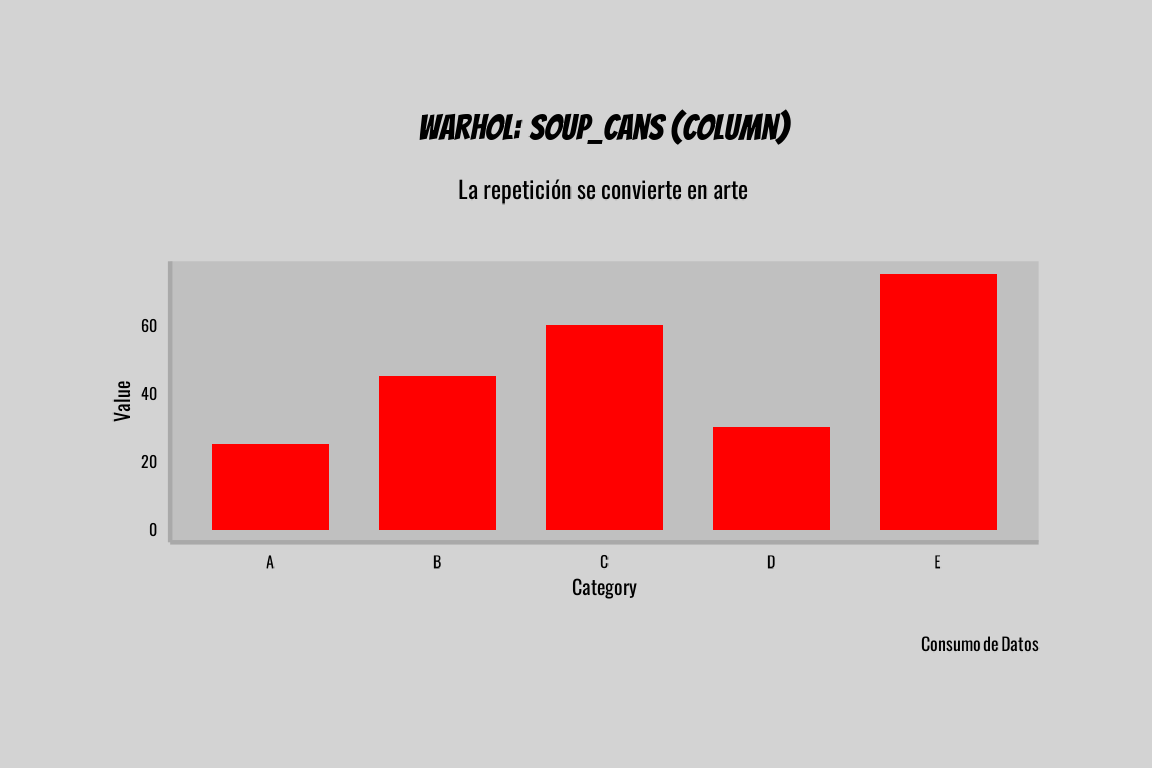 WARHOL: SOUP_CANS (COLUMN)
La repetición se convierte en arte
60
40
20
0
Value
A B C D E
Category
Consumo de Datos